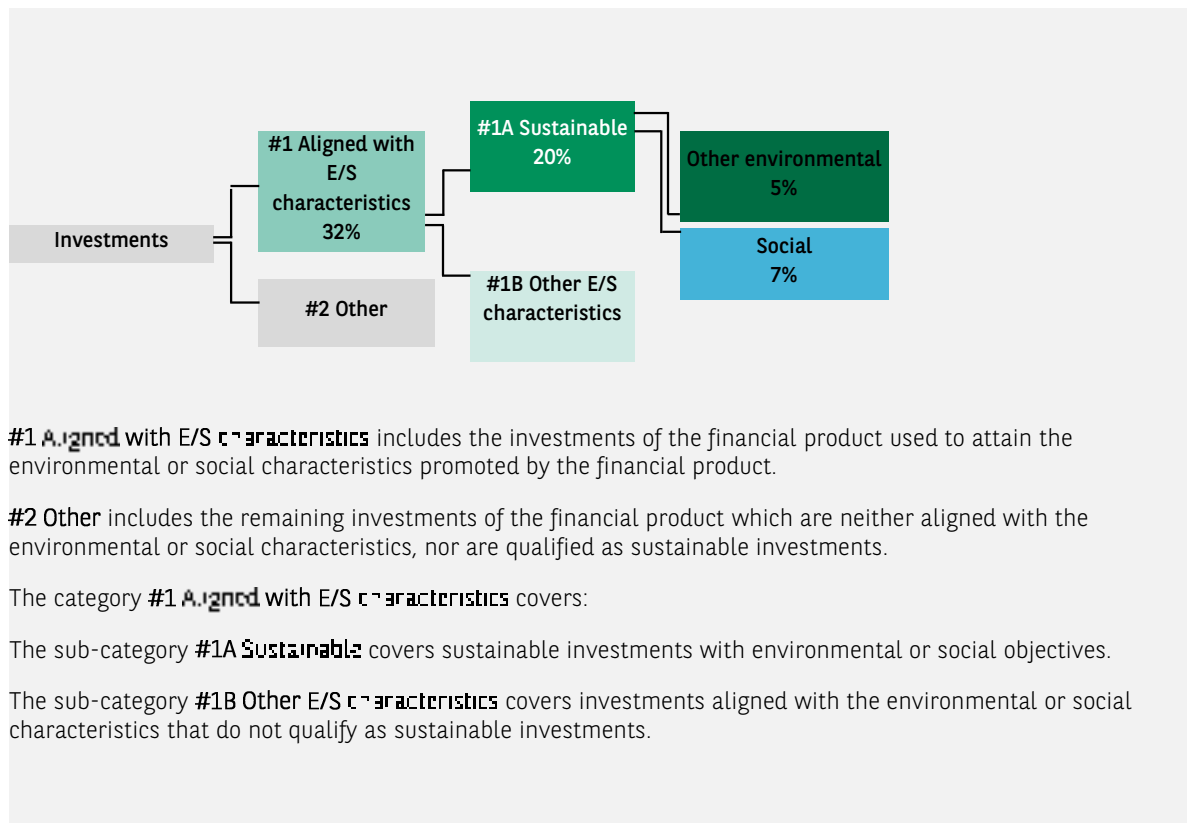 #1A Sustainable
20%
#1 Aligned with
E/S
characteristics
32%
Other environmental
5%
Investments
Social
7%
#1B Other E/S
characteristics
#2 Other
#1 Aligned with E/S characteristics includes the investments of the financial product used to attain the
environmental or social characteristics promoted by the financial product.
#2 Other includes the remaining investments of the financial product which are neither aligned with the
environmental or social characteristics, nor are qualified as sustainable investments.
The category #1 Aligned with E/S characteristics covers:
The sub-category #1A Sustainable covers sustainable investments with environmental or social objectives.
The sub-category #1B Other E/S characteristics covers investments aligned with the environmental or social
characteristics that do not qualify as sustainable investments.